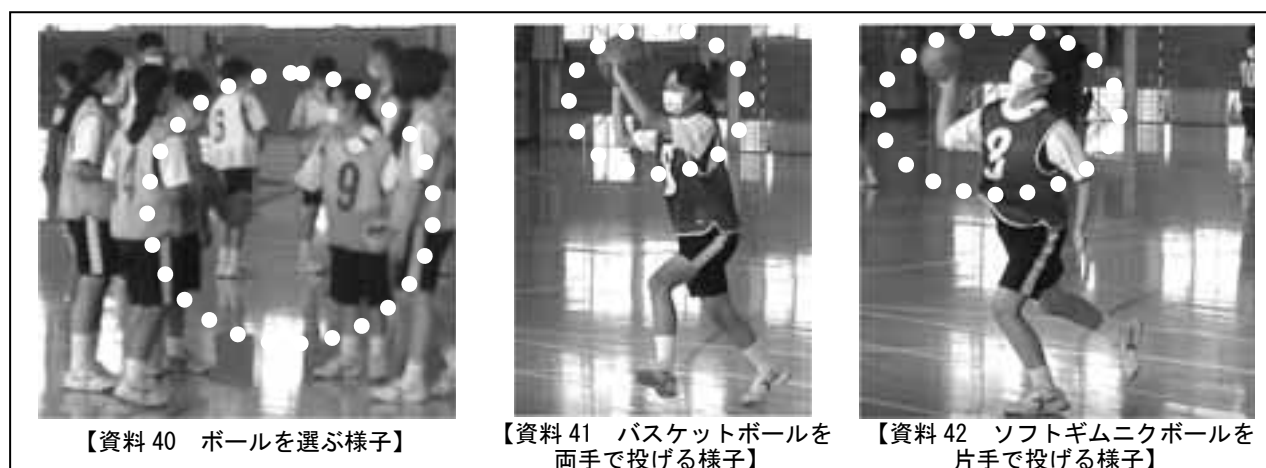 【資料 40　ボールを選ぶ様子】
【資料 41　バスケットボールを
両手で投げる様子】
【資料 42　ソフトギムニクボールを
片手で投げる様子】
9